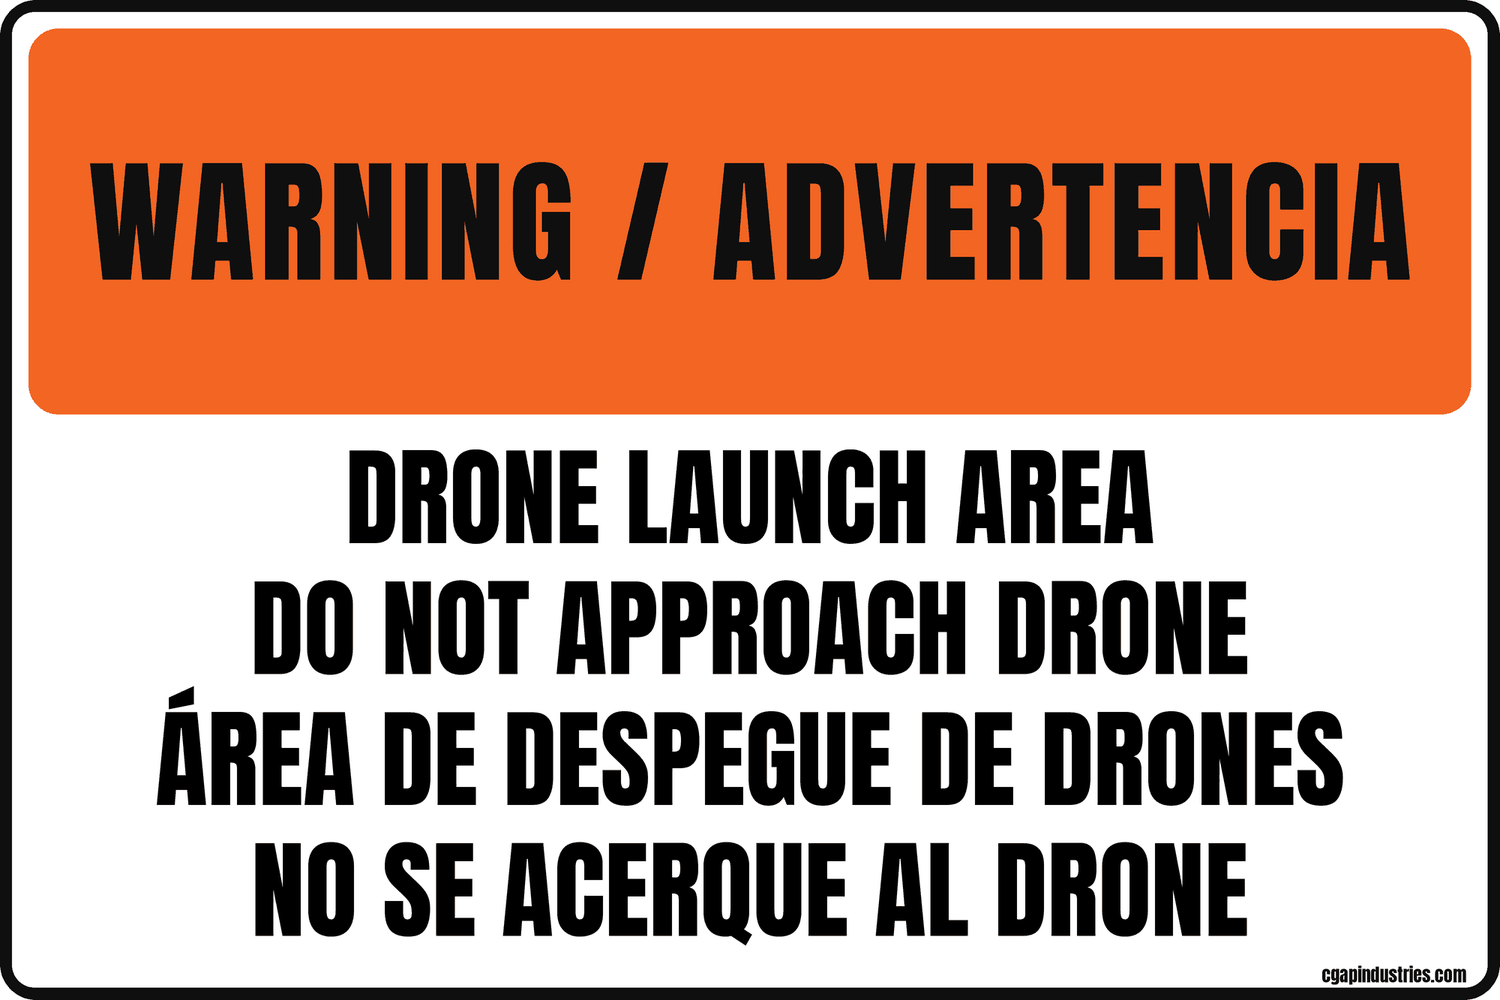 WARNING / ADVERTENCIA
DRONE LAUNCH AREA
DO NOT APPROACH DRONE
ÁREA DE DESPEGUE DE DRONES
NO SE ACERQUE AL DRONE
cgapindustries.com